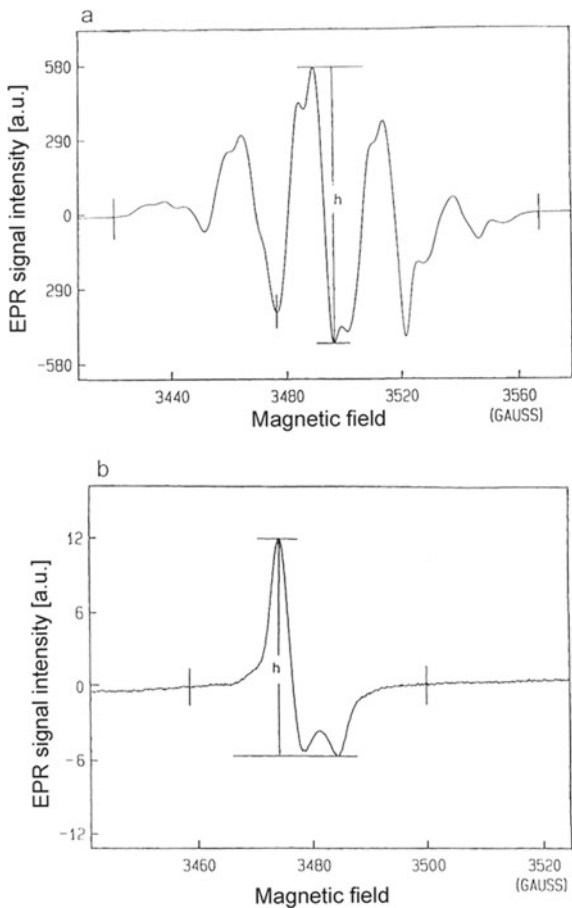 a
EPR signal intensity [a.u.]
580
290
0
290
-580
h
3440
3480
3520
3560
(GAUSS)
Magnetic field
b
EPR signal intensity [a.u.]
12
6
0
-6
-12
h
3460
3480
3500
3520
(GAUSS)
Magnetic field